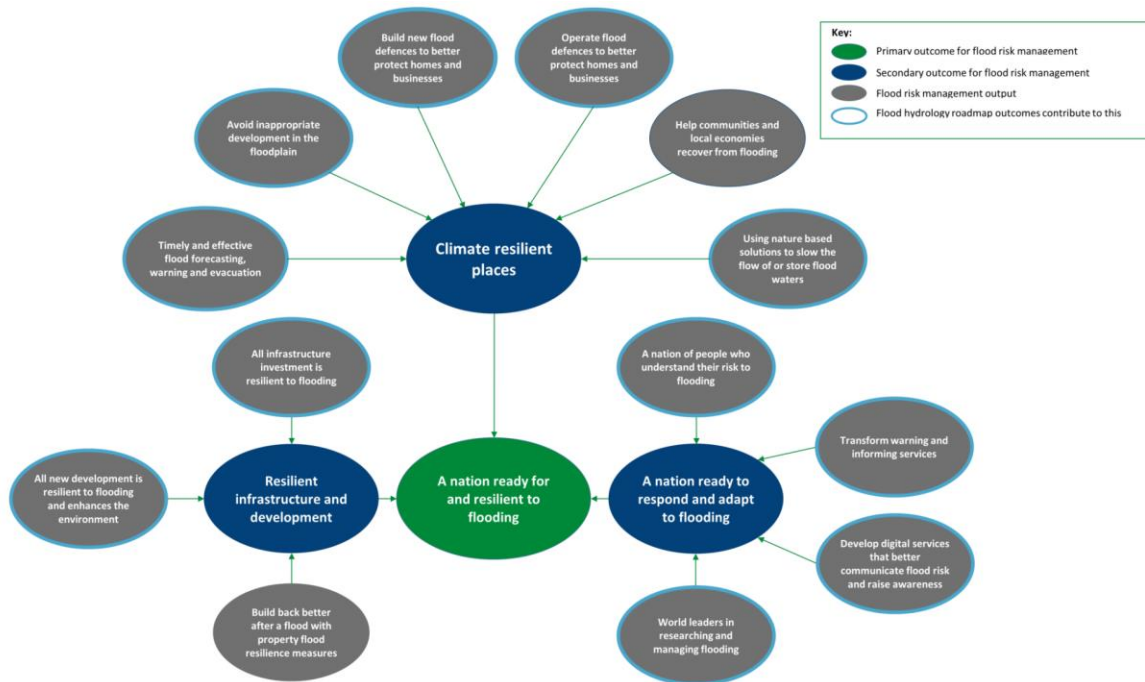 Key:
Primary outcome for flood risk management
Secondary outcome for flood risk management
Flood risk management output
Flood hydrology roadmap outcomes contribute to this
Build new flood
defences to better
protect homes and
businesses
Operate flood
defences to better
protect homes and
businesses
Avoid inappropriate
development in the
floodplain
Help communities and
local economies
recover from flooding
Timely and effective
flood forecasting,
warning and evacuation
Climate resilient
places
Using nature based
solutions to slow the
flow of or store flood
waters
All infrastructure
investment is
resilient to flooding
A nation of people who
understand their risk to
flooding
Transform warning and
informing services
All new development is
resilient to flooding
and enhances the
environment
Resilient
infrastructure and
development
A nation ready for
and resilient to
flooding
A nation ready to
respond and adapt
to flooding
Develop digital services
that better
communicate flood risk
and raise awareness
Build back better
after a flood with
property flood
resilience measures
World leaders in
researching and
managing flooding